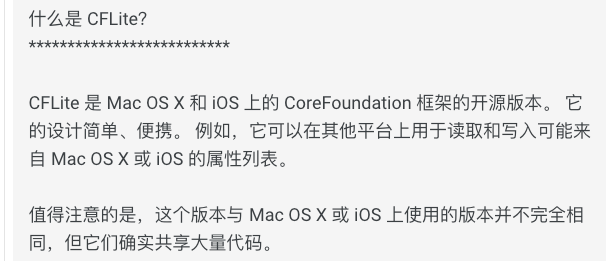 什么是 CFLite?
**************************
CFLite 是 Mac OS X 和 iOS 上的 CoreFoundation 框架的开源版本。 它
的设计简单、便携。 例如，它可以在其他平台上用于读取和写入可能来
自 Mac OS X 或 iOS 的属性列表。
值得注意的是，这个版本与 Mac OS X 或 iOS 上使用的版本并不完全相
同，但它们确实共享大量代码。